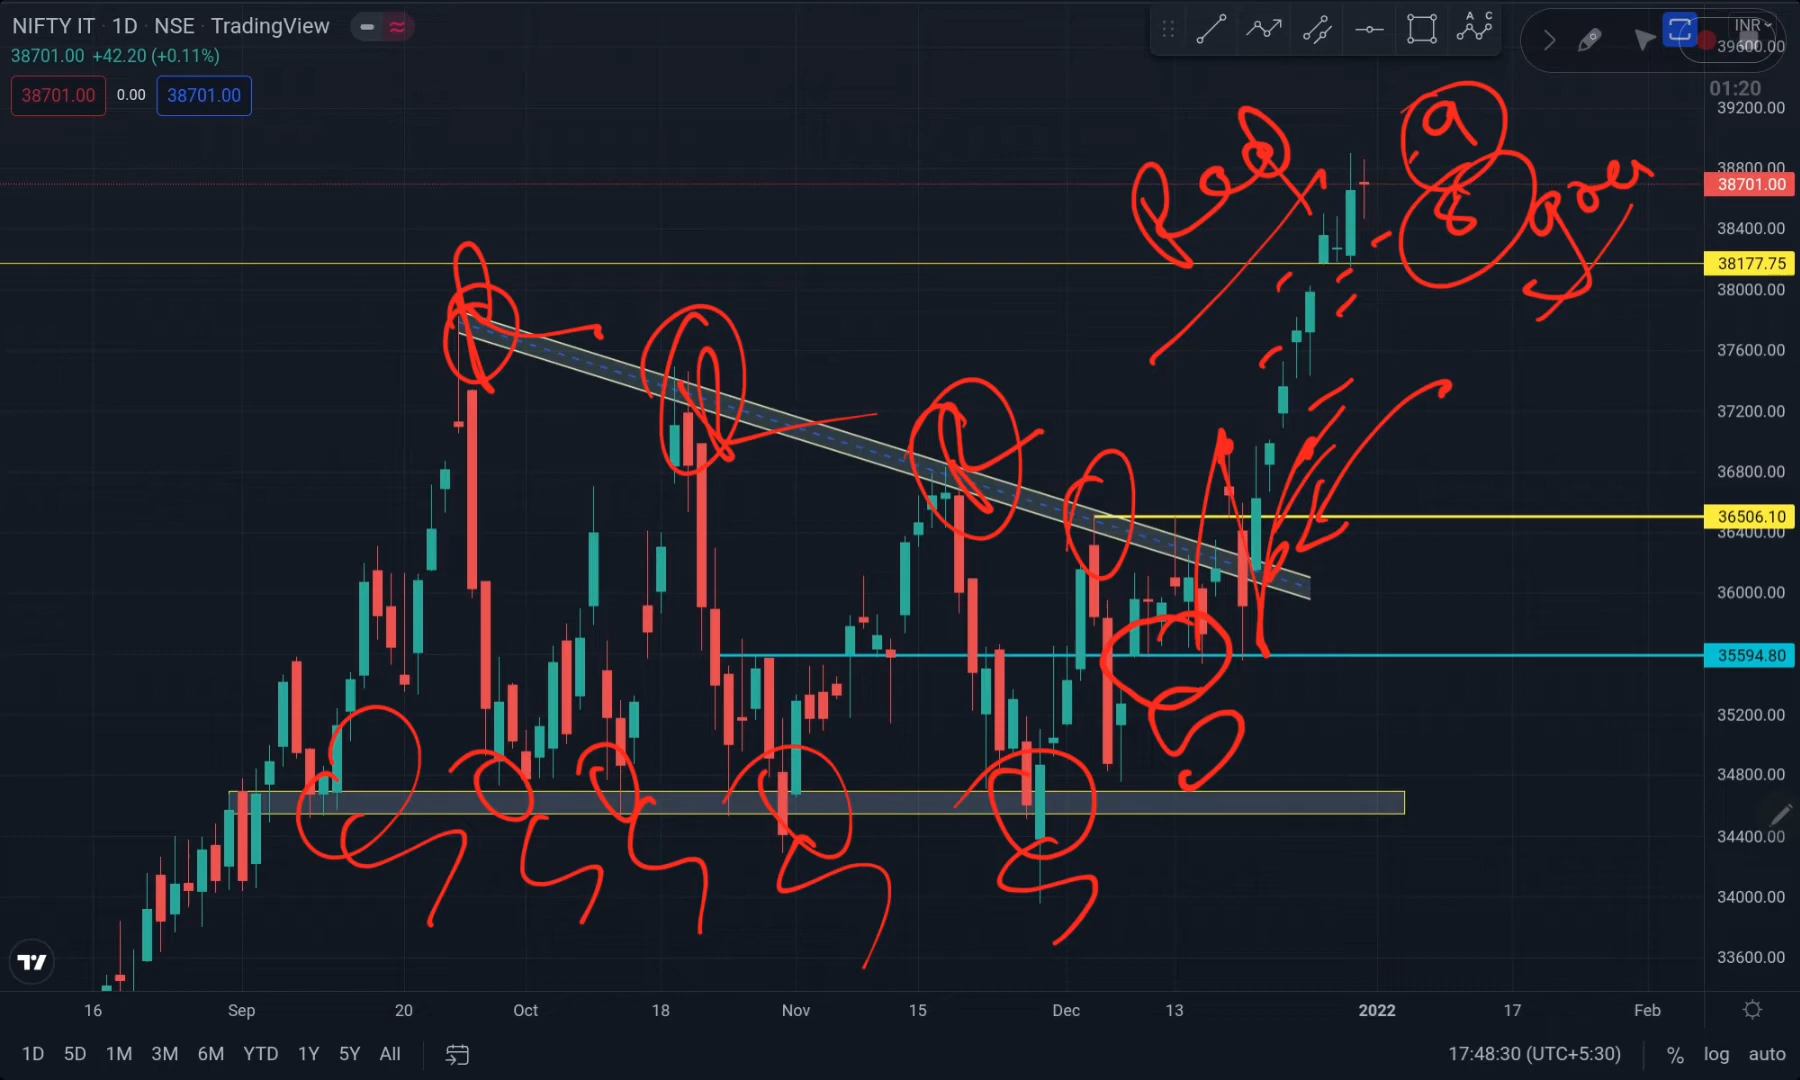 NIFTY IT · 1D · NSE · TradingView
38701.00 +42.20 (+0.11%)
38701.00 0.00 38701.00
A C
INR
39600.00
01:20
39200.00
38800.00
38701.00
38400.00
38177.75
38000.00
37600.00
37200.00
36800.00
36506.10
36400.00
36000.00
35594.80
35200.00
34800.00
34400.00
34000.00
33600.00
Red
9
8
R
R
R
S
S
S
S
S
S
16 Sep 20 Oct 18 Nov 15 Dec 13 2022 17 Feb
1D 5D 1M 3M 6M YTD 1Y 5Y All
17:48:30 (UTC+5:30) % log auto